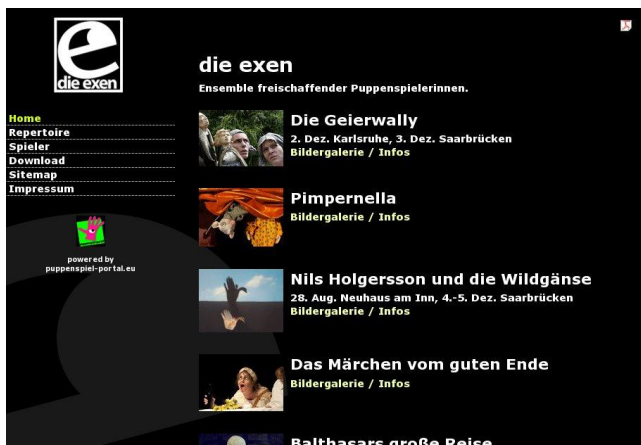 e
die exen
Home
Repertoire
Spieler
Download
Sitemap
Impressum
powered by
puppenspiel-portal.eu
die exen
Ensemble freischaffender Puppenspielerinnen.
Die Geierwally
2. Dez. Karlsruhe, 3. Dez. Saarbrücken
Bildergalerie / Infos
Pimpernella
Bildergalerie / Infos
Nils Holgersson und die Wildgänse
28. Aug. Neuhaus am Inn, 4.-5. Dez. Saarbrücken
Bildergalerie / Infos
Das Märchen vom guten Ende
Bildergalerie / Infos
Balthasars große Reise